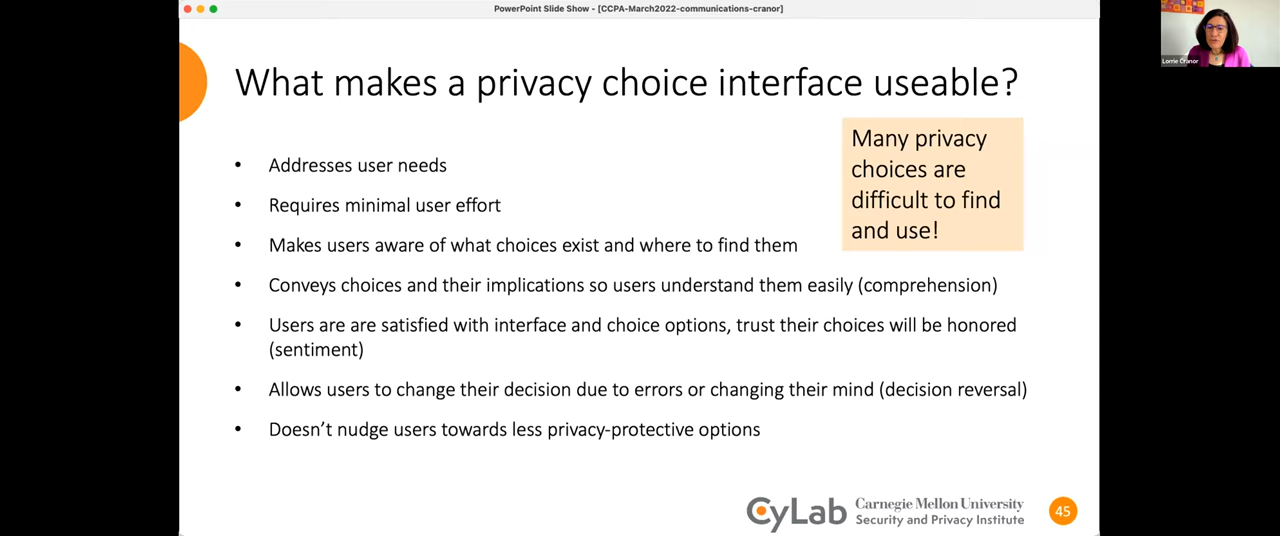 PowerPoint Slide Show - [CCPA-March2022-communications-cranor]
Lorrie Cranor
What makes a privacy choice interface useable?
Many privacy
choices are
difficult to find
and use!
• Addresses user needs
• Requires minimal user effort
• Makes users aware of what choices exist and where to find them
• Conveys choices and their implications so users understand them easily (comprehension)
• Users are are satisfied with interface and choice options, trust their choices will be honored
(sentiment)
• Allows users to change their decision due to errors or changing their mind (decision reversal)
• Doesn't nudge users towards less privacy-protective options
CyLab
Carnegie Mellon University
Security and Privacy Institute
45